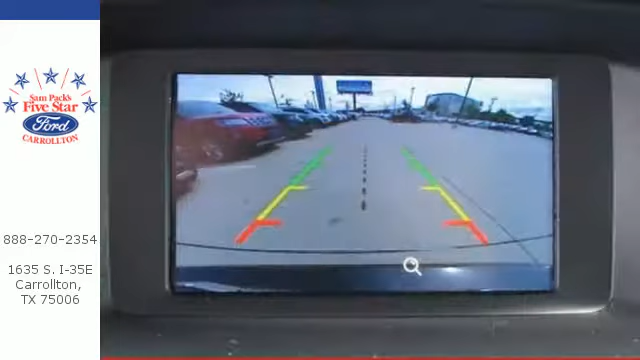 Sam Pack's
Five Star
Ford
CARROLLTON
888-270-2354
1635 S. I-35E
Carrollton,
TX 75006